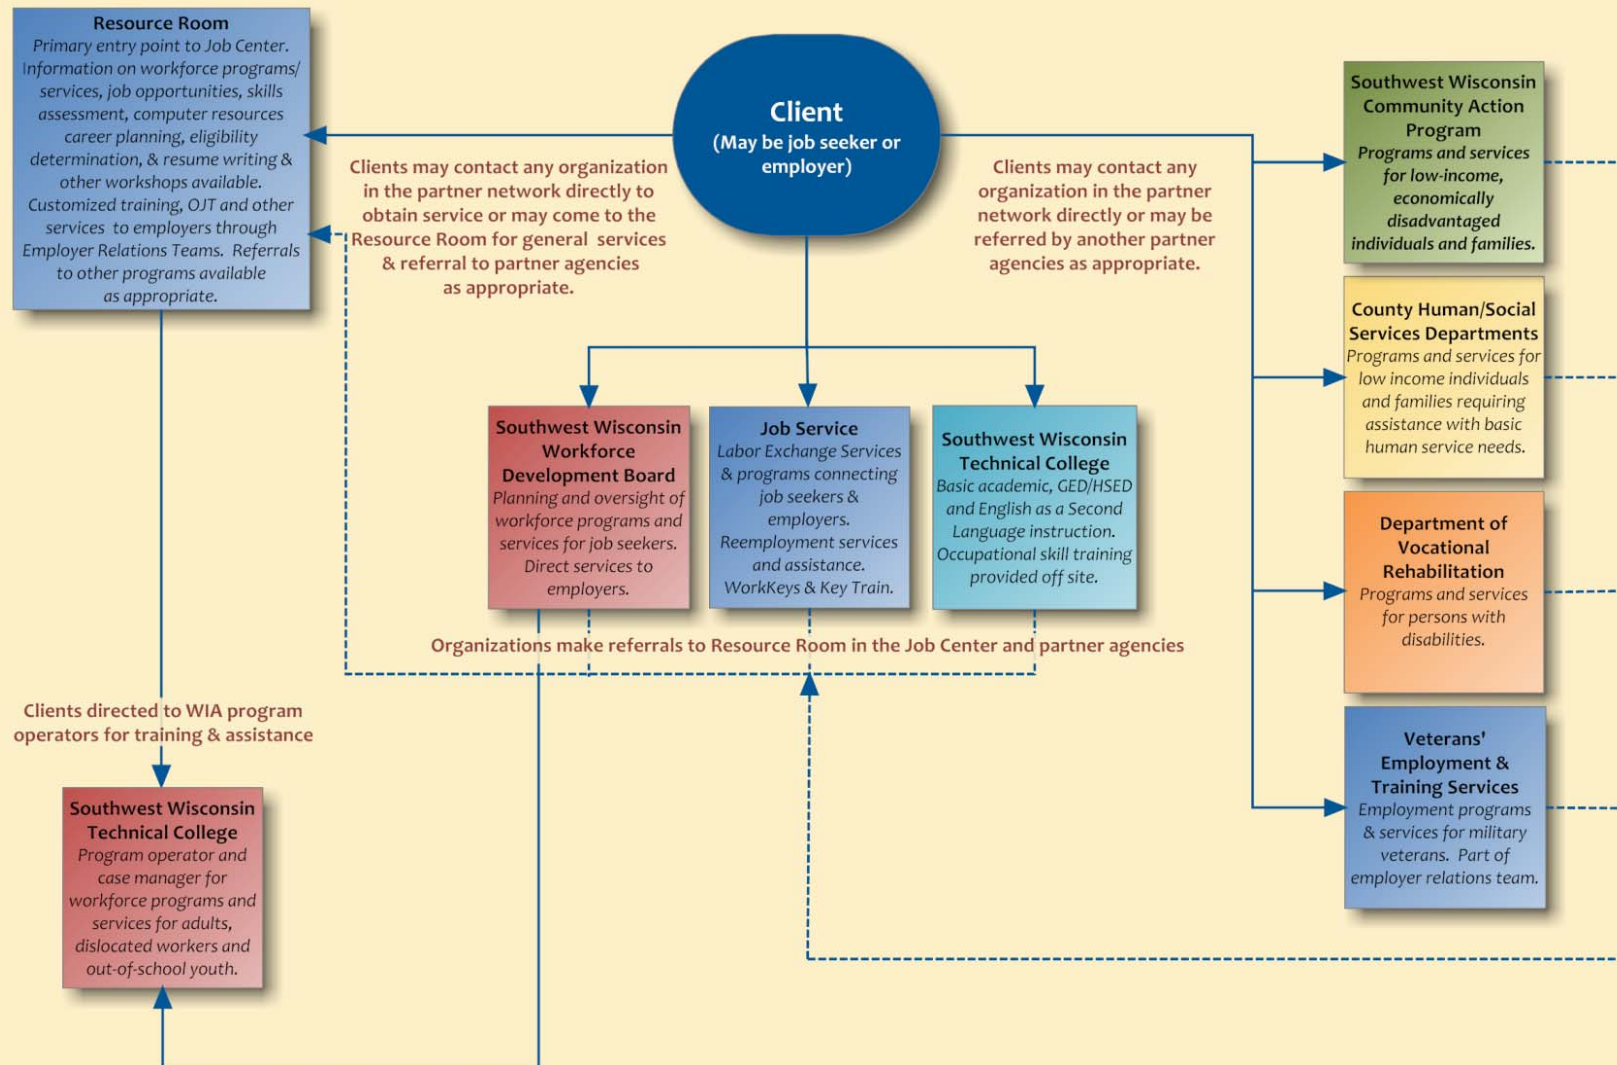 Resource Room
Primary entry point to Job Center.
Information on workforce programs/
services, job opportunities, skills
assessment, computer resources
career planning, eligibility
determination, & resume writing &
other workshops available.
Customized training, OJT and other
services to employers through
Employer Relations Teams. Referrals
to other programs available
as appropriate.
Client
(May be job seeker or
employer)
Clients may contact any organization
in the partner network directly to
obtain service or may come to the
Resource Room for general services
& referral to partner agencies
as appropriate.
Clients may contact any
organization in the partner
network directly or may be
referred by another partner
agencies as appropriate.
Southwest Wisconsin
Community Action
Program
Programs and services
for low-income,
economically
disadvantaged
individuals and families.
County Human/Social
Services Departments
Programs and services for
low income individuals
and families requiring
assistance with basic
human service needs.
Southwest Wisconsin
Workforce
Development Board
Planning and oversight of
workforce programs and
services for job seekers.
Direct services to
employers.
Job Service
Labor Exchange Services
& programs connecting
job seekers &
employers.
Reemployment services
and assistance.
WorkKeys & Key Train.
Southwest Wisconsin
Technical College
Basic academic, GED/HSED
and English as a Second
Language instruction.
Occupational skill training
provided off site.
Department of
Vocational
Rehabilitation
Programs and services
for persons with
disabilities.
Organizations make referrals to Resource Room in the Job Center and partner agencies
Clients directed to WIA program
operators for training & assistance
Veterans'
Employment &
Training Services
Employment programs
& services for military
veterans. Part of
employer relations team.
Southwest Wisconsin
Technical College
Program operator and
case manager for
workforce programs and
services for adults,
dislocated workers and
out-of-school youth.